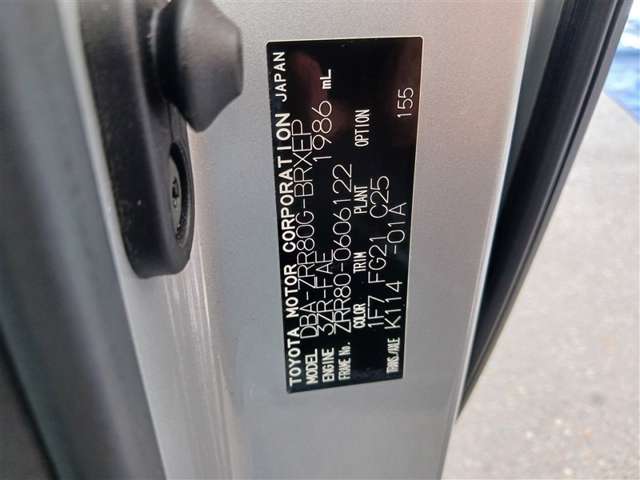 TOYOTA MOTOR CORPORATION JAPAN
MODEL DBA-ZRR80G-BRXEP
ENGINE 3ZR-FAE 1986 mL
FRAME No. ZRR80-0606122
COLOR TRIM PLANT OPTION
1F7 FG21 C25 155
TRANS./AXLE K114 -01A